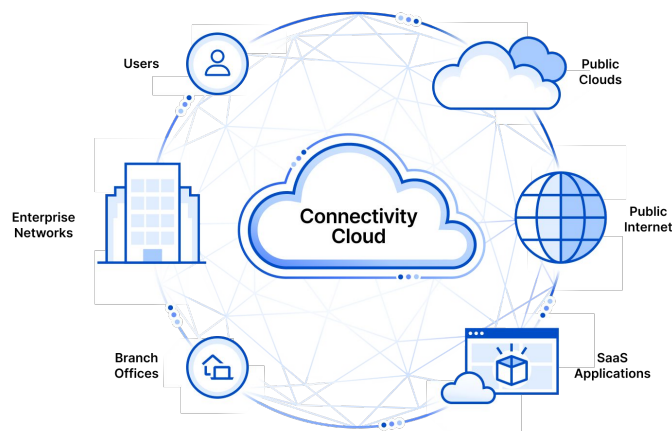 Users
Public
Clouds
Enterprise
Networks
Connectivity
Cloud
Public
Internet
Branch
Offices
SaaS
Applications